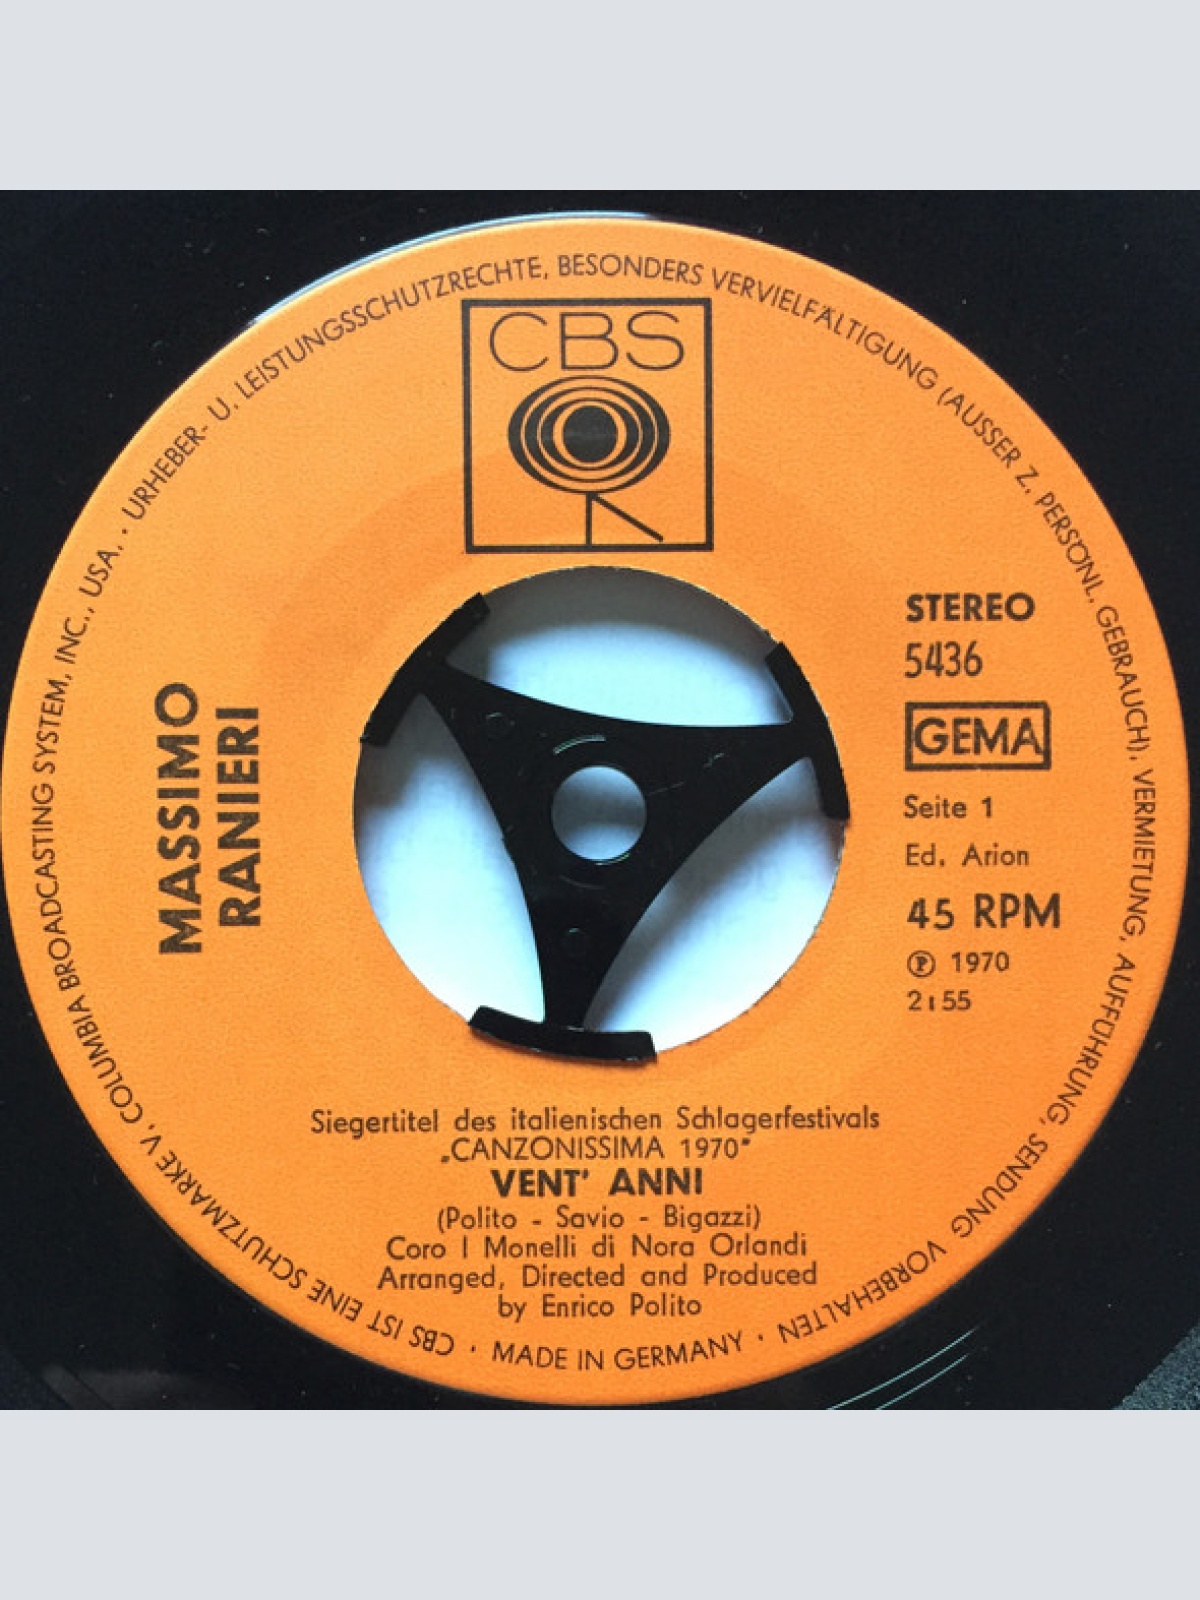 CBS
STEREO
5436
GEMA
Seite 1
Ed. Arion
45 RPM
℗ 1970
2:55
MASSIMO
RANIERI
Siegertitel des italienischen Schlagerfestivals
„CANZONISSIMA 1970"
VENT' ANNI
(Polito - Savio - Bigazzi)
Coro I Monelli di Nora Orlandi
Arranged, Directed and Produced
by Enrico Polito
CBS IST EINE SCHUTZMARKE V. COLUMBIA BROADCASTING SYSTEM, INC., USA. · URHEBER- U. LEISTUNGSSCHUTZRECHTE, BESONDERS VERVIELFÄLTIGUNG (AUSSER Z. PERSÖNL. GEBRAUCH), VERMIETUNG, AUFFÜHRUNG, SENDUNG VORBEHALTEN · MADE IN GERMANY ·